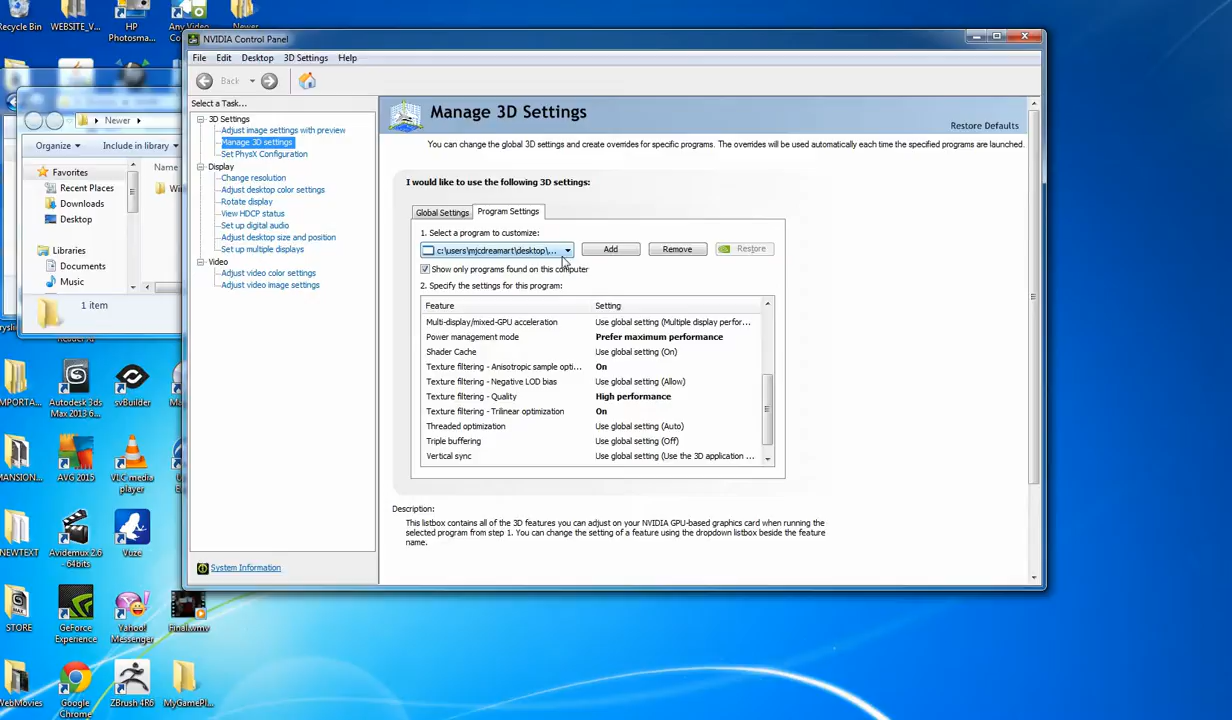 Recycle Bin
WEBSITE_V...
HP Photosma...
Any Video Co
Newer
NVIDIA Control Panel
File Edit Desktop 3D Settings Help
Back
Select a Task...
3D Settings
Adjust image settings with preview
Manage 3D settings
Set PhysX Configuration
Display
Change resolution
Adjust desktop color settings
Rotate display
View HDCP status
Set up digital audio
Adjust desktop size and position
Set up multiple displays
Video
Adjust video color settings
Adjust video image settings
System Information
Manage 3D Settings
Restore Defaults
You can change the global 3D settings and create overrides for specific programs. The overrides will be used automatically each time the specified programs are launched.
I would like to use the following 3D settings:
Global Settings Program Settings
1. Select a program to customize:
c:\users\mjcdreamart\desktop\... Add Remove Restore
Show only programs found on this computer
2. Specify the settings for this program:
Feature Setting
Multi-display/mixed-GPU acceleration Use global setting (Multiple display perfor...
Power management mode Prefer maximum performance
Shader Cache Use global setting (On)
Texture filtering - Anisotropic sample opti... On
Texture filtering - Negative LOD bias Use global setting (Allow)
Texture filtering - Quality High performance
Texture filtering - Trilinear optimization On
Threaded optimization Use global setting (Auto)
Triple buffering Use global setting (Off)
Vertical sync Use global setting (Use the 3D application ...
Description:
This listbox contains all of the 3D features you can adjust on your NVIDIA GPU-based graphics card when running the
selected program from step 1. You can change the setting of a feature using the dropdown listbox beside the feature
name.
Newer
Organize Include in library
Favorites
Recent Places
Downloads
Desktop
Libraries
Documents
Music
Wi
1 item
IMPORTA...
Autodesk 3ds Max 2013 6...
svBuilder
MANSION...
AVG 2015
VLC media player
NEWTEXT
Avidemux 2.6 - 64bits
Vuze
STORE
GeForce Experience
Yahoo! Messenger
Final.wmv
WebMovies
Google Chrome
ZBrush 4R6
MyGamePl...